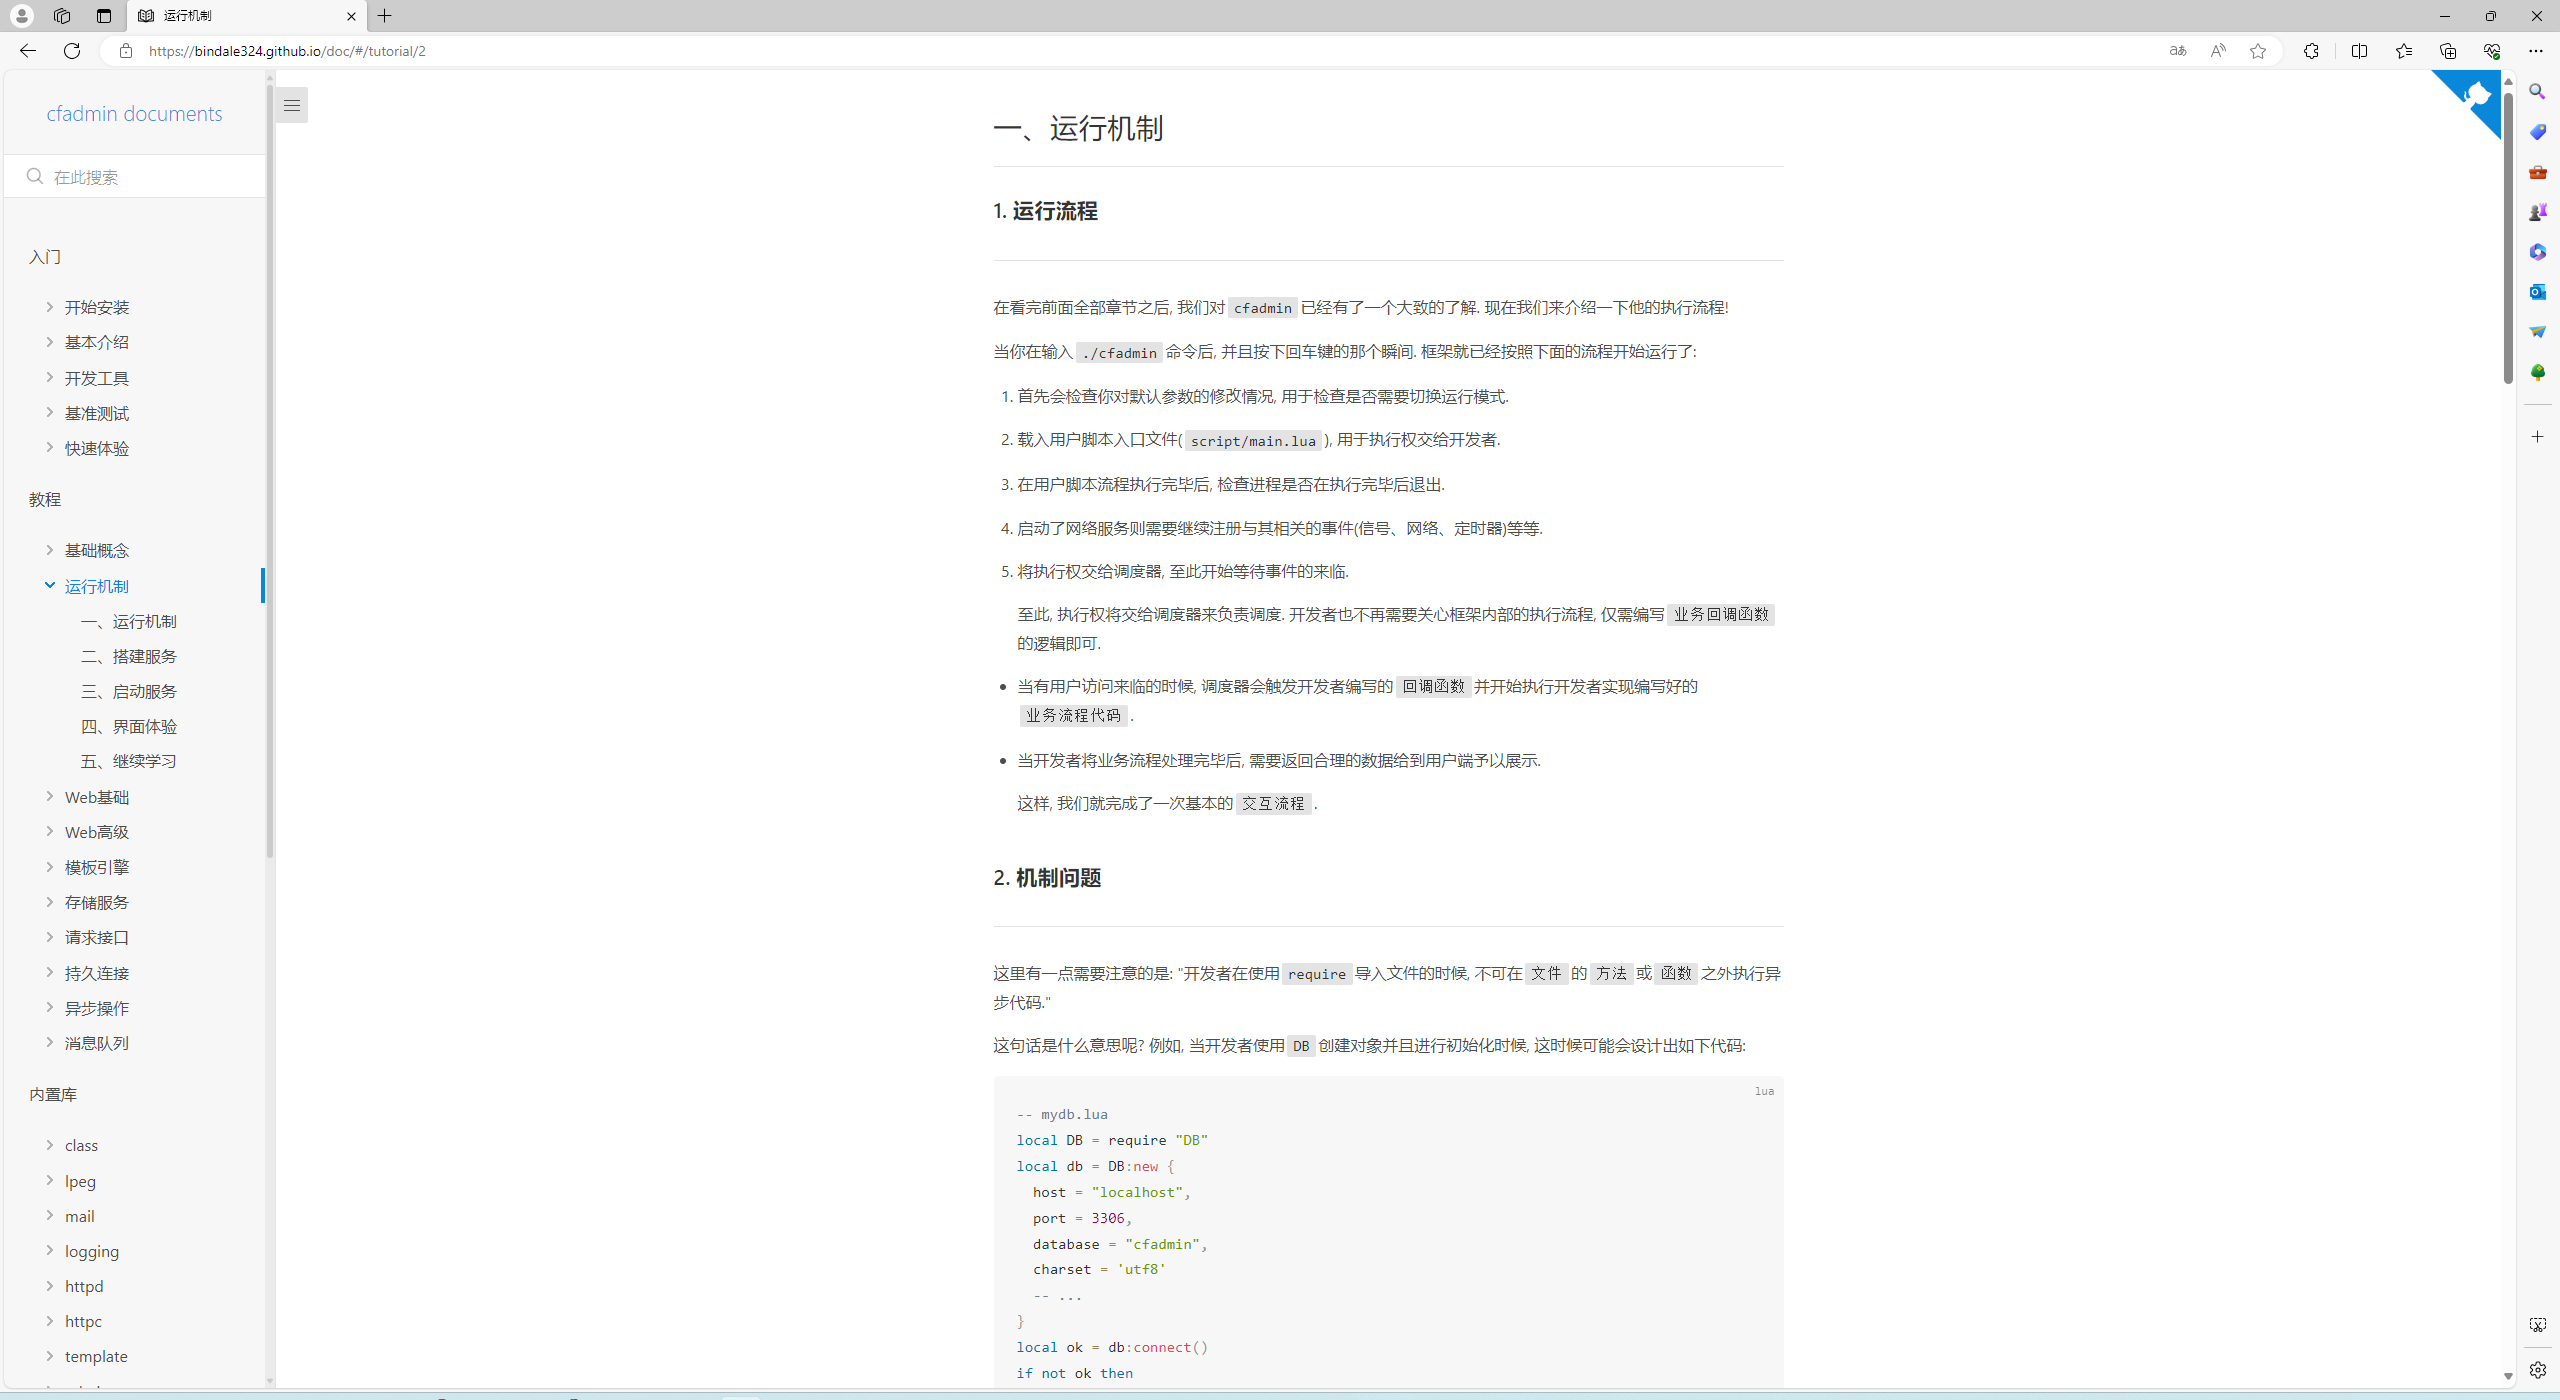 运行机制
https://bindale324.github.io/doc/#/tutorial/2
cfadmin documents
在此搜索
入门
开始安装
基本介绍
开发工具
基准测试
快速体验
教程
基础概念
运行机制
一、运行机制
二、搭建服务
三、启动服务
四、界面体验
五、继续学习
Web基础
Web高级
模板引擎
存储服务
请求接口
持久连接
异步操作
消息队列
内置库
class
lpeg
mail
logging
httpd
httpc
template
一、运行机制
1. 运行流程
在看完前面全部章节之后, 我们对 cfadmin 已经有了一个大致的了解. 现在我们来介绍一下他的执行流程!
当你在输入 ./cfadmin 命令后, 并且按下回车键的那个瞬间. 框架就已经按照下面的流程开始运行了:
1. 首先会检查你对默认参数的修改情况, 用于检查是否需要切换运行模式.
2. 载入用户脚本入口文件( script/main.lua ), 用于执行权交给开发者.
3. 在用户脚本流程执行完毕后, 检查进程是否在执行完毕后退出.
4. 启动了网络服务则需要继续注册与其相关的事件(信号、网络、定时器)等等.
5. 将执行权交给调度器, 至此开始等待事件的来临.
至此, 执行权将交给调度器来负责调度. 开发者也不再需要关心框架内部的执行流程, 仅需编写 业务回调函数
的逻辑即可.
• 当有用户访问来临的时候, 调度器会触发开发者编写的 回调函数 并开始执行开发者实现编写好的
业务流程代码 .
• 当开发者将业务流程处理完毕后, 需要返回合理的数据给到用户端予以展示.
这样, 我们就完成了一次基本的 交互流程 .
2. 机制问题
这里有一点需要注意的是: "开发者在使用 require 导入文件的时候, 不可在 文件 的 方法 或 函数 之外执行异
步代码."
这句话是什么意思呢? 例如, 当开发者使用 DB 创建对象并且进行初始化时候, 这时候可能会设计出如下代码:
lua
-- mydb.lua
local DB = require "DB"
local db = DB:new {
host = "localhost",
port = 3306,
database = "cfadmin",
charset = 'utf8'
-- ...
}
local ok = db:connect()
if not ok then